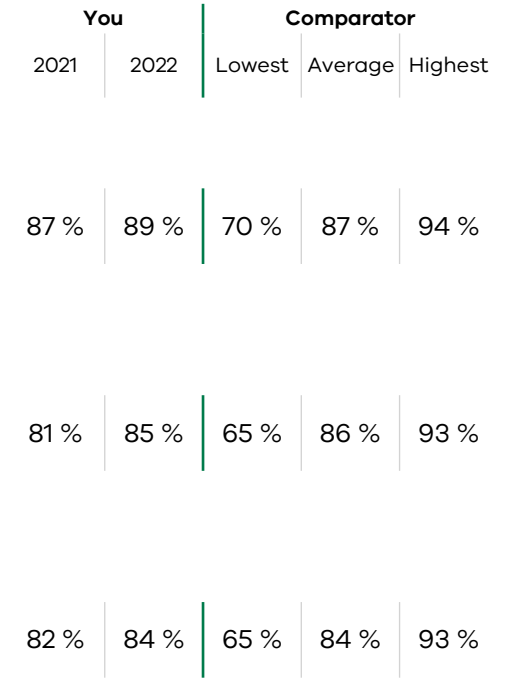 You Comparator
2021 2022 Lowest Average Highest
87 % 89 % 70 % 87 % 94 %
81 % 85 % 65 % 86 % 93 %
82 % 84 % 65 % 84 % 93 %